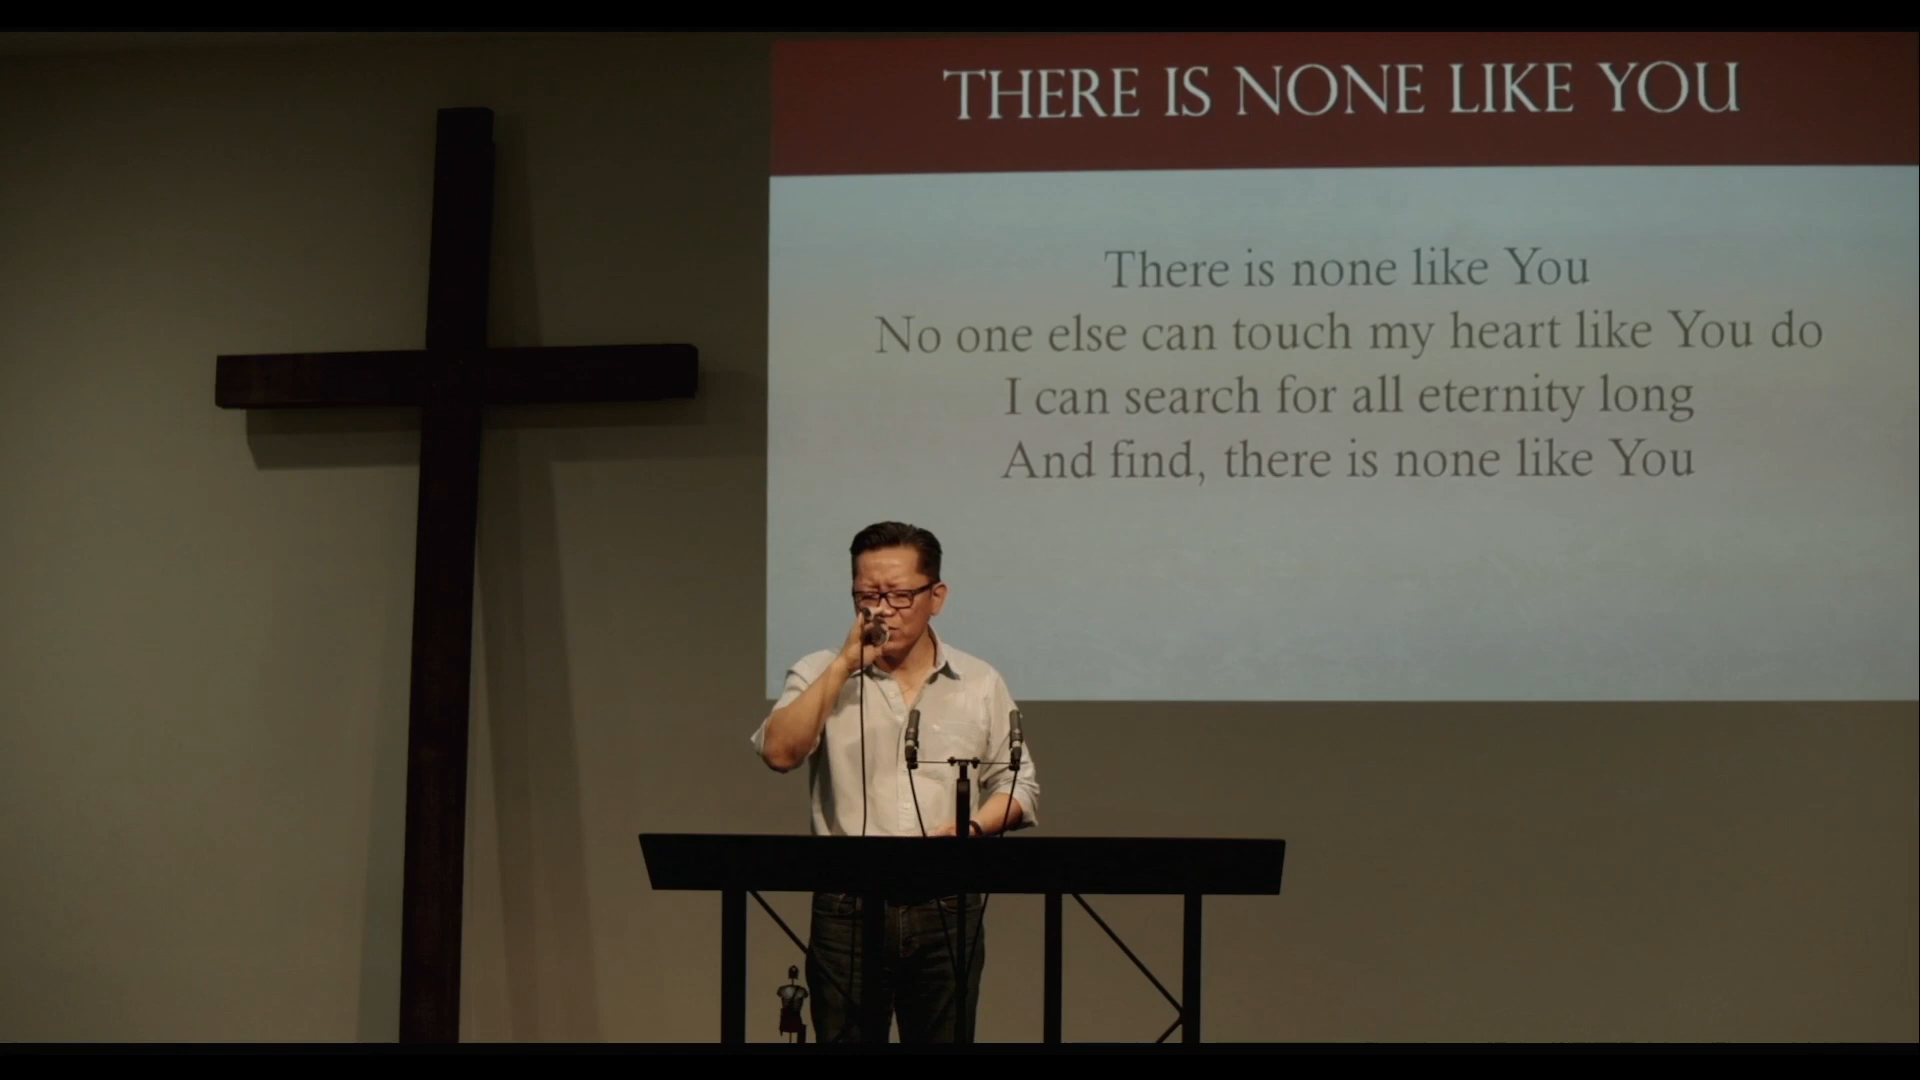 THERE IS NONE LIKE YOU
There is none like You
No one else can touch my heart like You do
I can search for all eternity long
And find, there is none like You